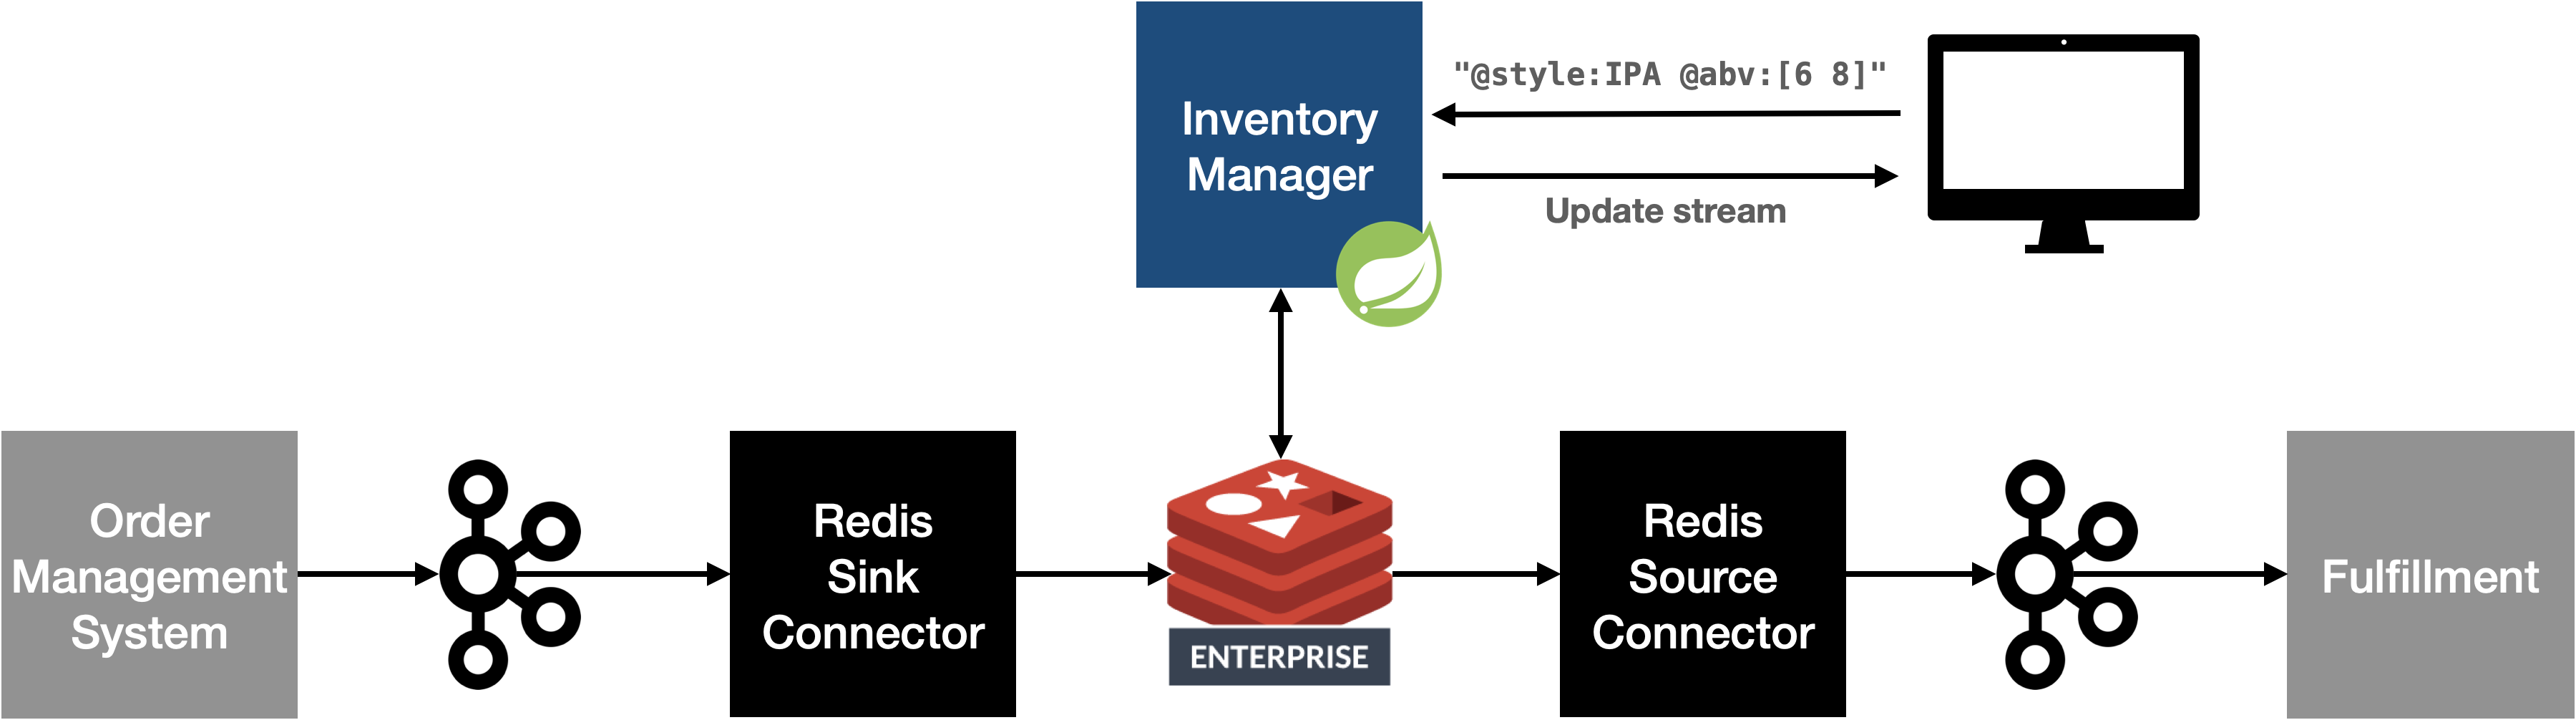 Inventory
Manager
"@style:IPA @abv:[6 8]"
Update stream
Order
Management
System
Redis
Sink
Connector
ENTERPRISE
Redis
Source
Connector
Fulfillment